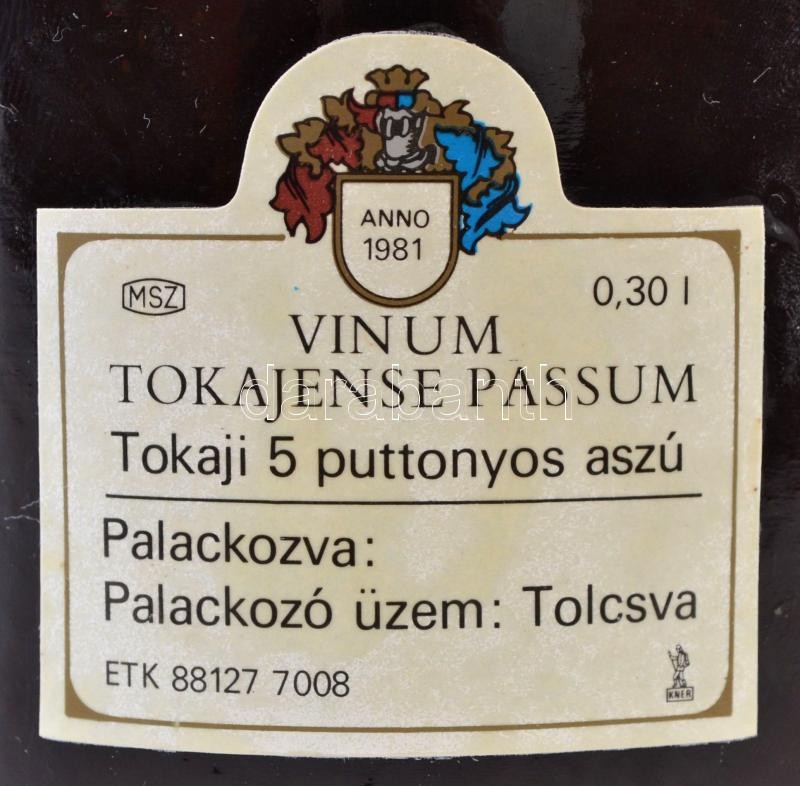 ANNO
1981
MSZ
0,30 l
VINUM
TOKAJENSE PASSUM
darabanth
Tokaji 5 puttonyos aszú
Palackozva:
Palackozó üzem: Tolcsva
ETK 88127 7008
KNER